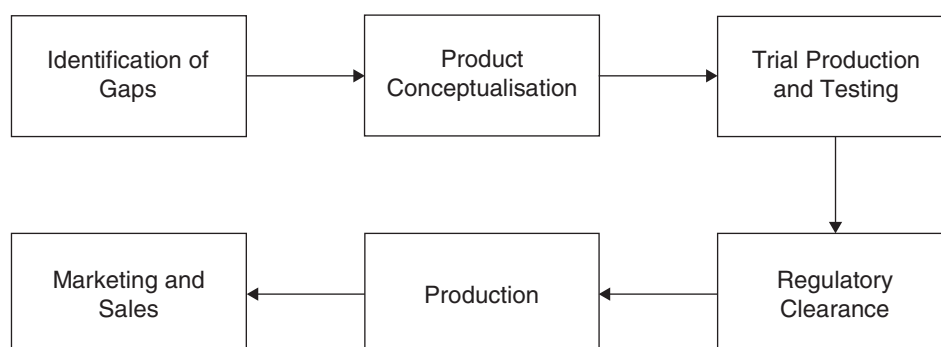 Identification of
Gaps
Product
Conceptualisation
Trial Production
and Testing
Regulatory
Clearance
Production
Marketing and
Sales